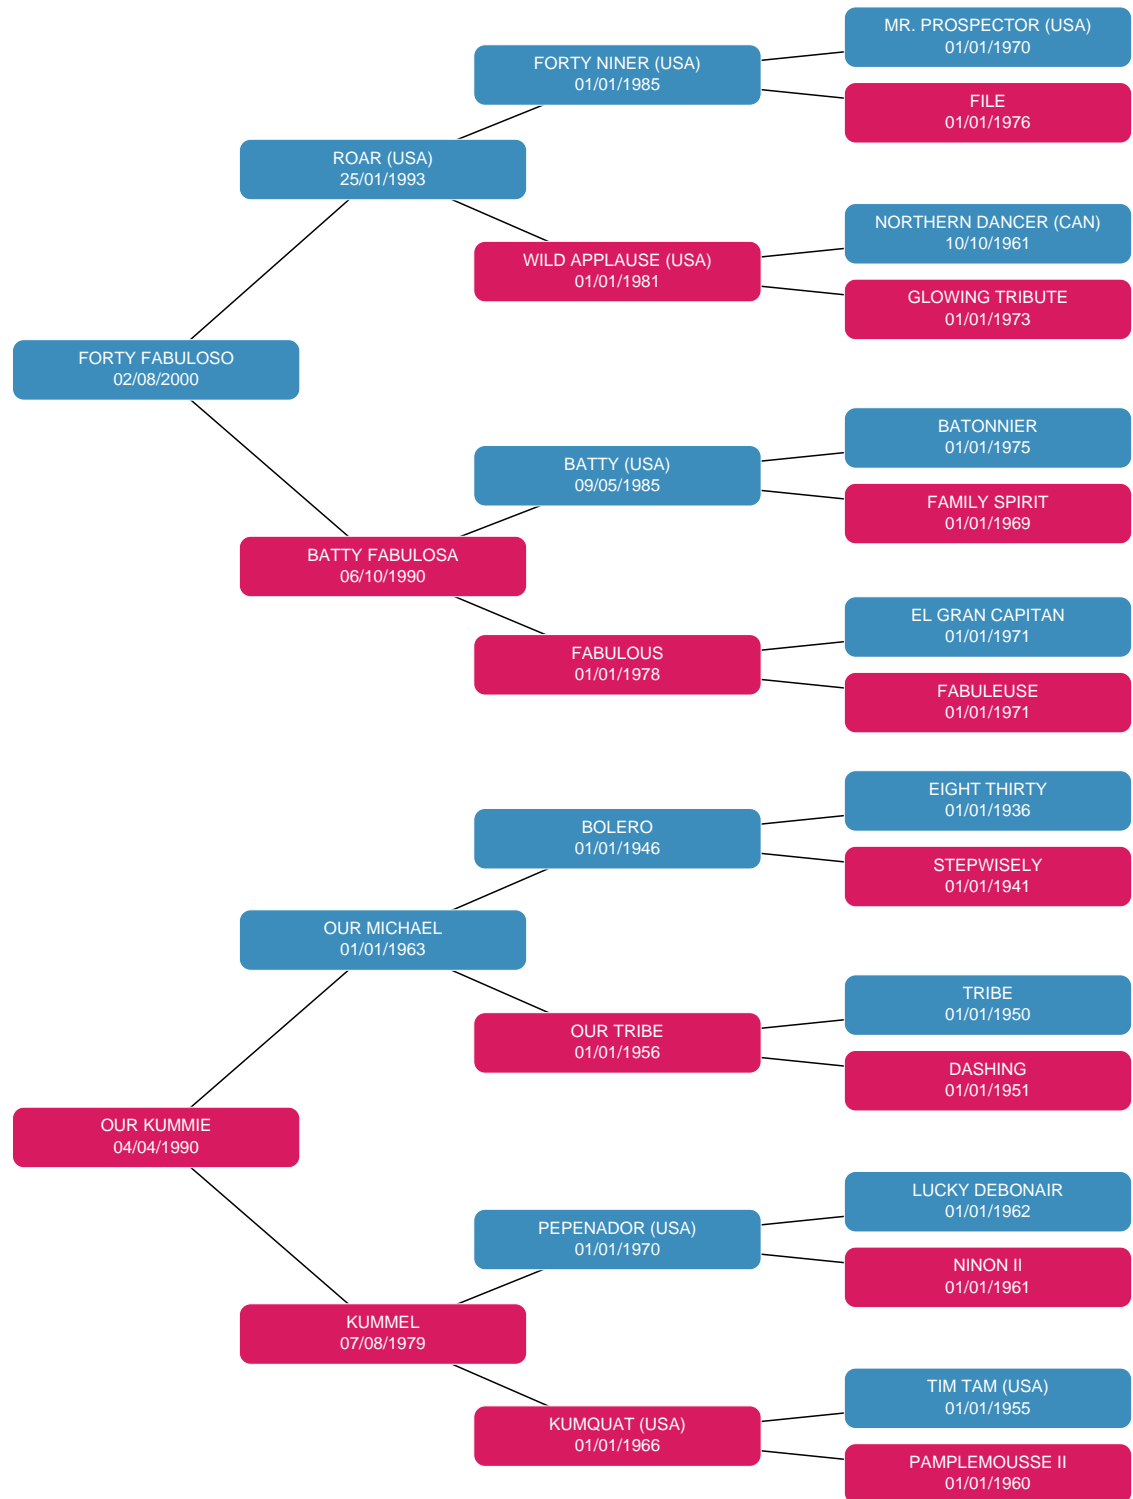 MR. PROSPECTOR (USA)
01/01/1970
FORTY NINER (USA)
01/01/1985
FILE
01/01/1976
ROAR (USA)
25/01/1993
NORTHERN DANCER (CAN)
10/10/1961
WILD APPLAUSE (USA)
01/01/1981
GLOWING TRIBUTE
01/01/1973
FORTY FABULOSO
02/08/2000
BATONNIER
01/01/1975
BATTY (USA)
09/05/1985
FAMILY SPIRIT
01/01/1969
BATTY FABULOSA
06/10/1990
EL GRAN CAPITAN
01/01/1971
FABULOUS
01/01/1978
FABULEUSE
01/01/1971
EIGHT THIRTY
01/01/1936
BOLERO
01/01/1946
STEPWISELY
01/01/1941
OUR MICHAEL
01/01/1963
TRIBE
01/01/1950
OUR TRIBE
01/01/1956
DASHING
01/01/1951
OUR KUMMIE
04/04/1990
LUCKY DEBONAIR
01/01/1962
PEPENADOR (USA)
01/01/1970
NINON II
01/01/1961
KUMMEL
07/08/1979
TIM TAM (USA)
01/01/1955
KUMQUAT (USA)
01/01/1966
PAMPLEMOUSSE II
01/01/1960